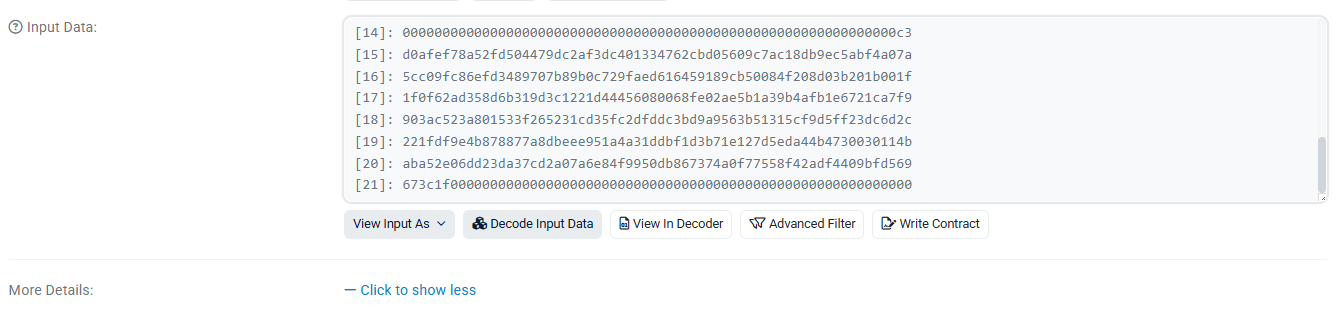 Input Data:
[14]: 00000000000000000000000000000000000000000000000000000000000000c3
[15]: d0afef78a52fd504479dc2af3dc401334762cbd05609c7ac18db9ec5abf4a07a
[16]: 5cc09fc86efd3489707b89b0c729faed616459189cb50084f208d03b201b001f
[17]: 1f0f62ad358d6b319d3c1221d44456080068fe02ae5b1a39b4afb1e6721ca7f9
[18]: 903ac523a801533f265231cd35fc2dfddc3bd9a9563b51315cf9d5ff23dc6d2c
[19]: 221fdf9e4b878877a8dbeee951a4a31ddbf1d3b71e127d5eda44b4730030114b
[20]: aba52e06dd23da37cd2a07a6e84f9950db867374a0f77558f42adf4409bfd569
[21]: 673c1f0000000000000000000000000000000000000000000000000000000000
View Input As Decode Input Data View In Decoder Advanced Filter Write Contract
More Details: — Click to show less